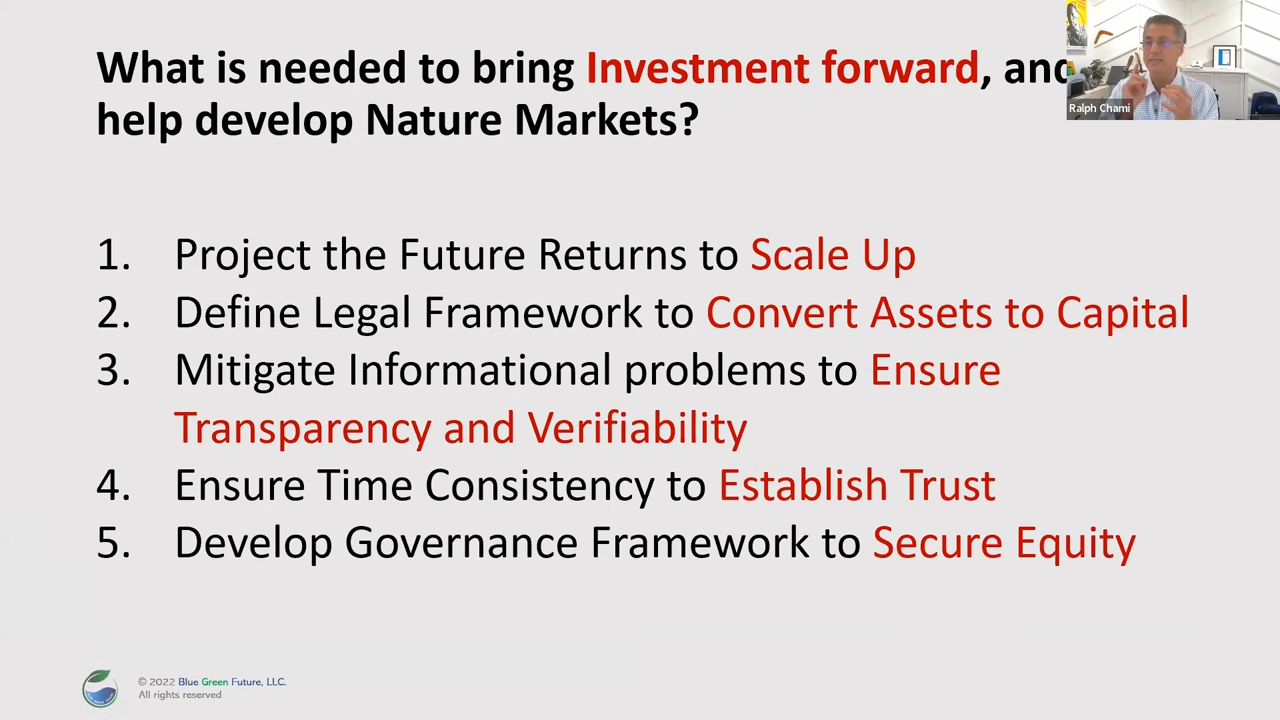 What is needed to bring Investment forward, and
help develop Nature Markets?
Ralph Chami
1. Project the Future Returns to Scale Up
2. Define Legal Framework to Convert Assets to Capital
3. Mitigate Informational problems to Ensure
Transparency and Verifiability
4. Ensure Time Consistency to Establish Trust
5. Develop Governance Framework to Secure Equity
© 2022 Blue Green Future, LLC.
All rights reserved